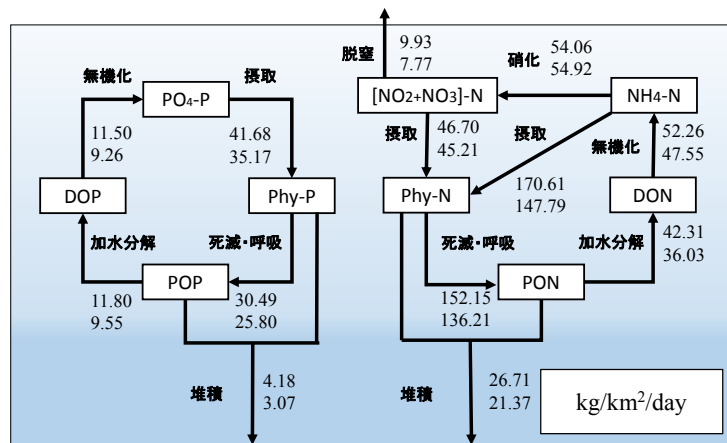 脱窒
9.93
7.77
硝化
54.06
54.92
無機化
摂取
PO4-P
[NO2+NO3]-N
NH4-N
11.50
9.26
41.68
35.17
摂取
46.70
45.21
摂取
無機化
52.26
47.55
DOP
Phy-P
Phy-N
170.61
147.79
DON
加水分解
死滅・呼吸
死滅・呼吸
加水分解
42.31
36.03
POP
PON
11.80
9.55
30.49
25.80
152.15
136.21
堆積
4.18
3.07
堆積
26.71
21.37
kg/km2/day